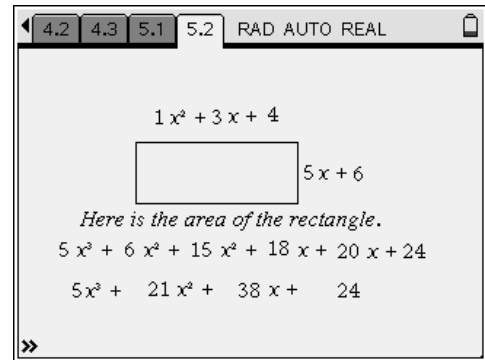 4.2 4.3 5.1 5.2 RAD AUTO REAL
1x² + 3x + 4
5x + 6
Here is the area of the rectangle.
5x³ + 6x² + 15x² + 18x + 20x + 24
5x³ + 21x² + 38x + 24
»